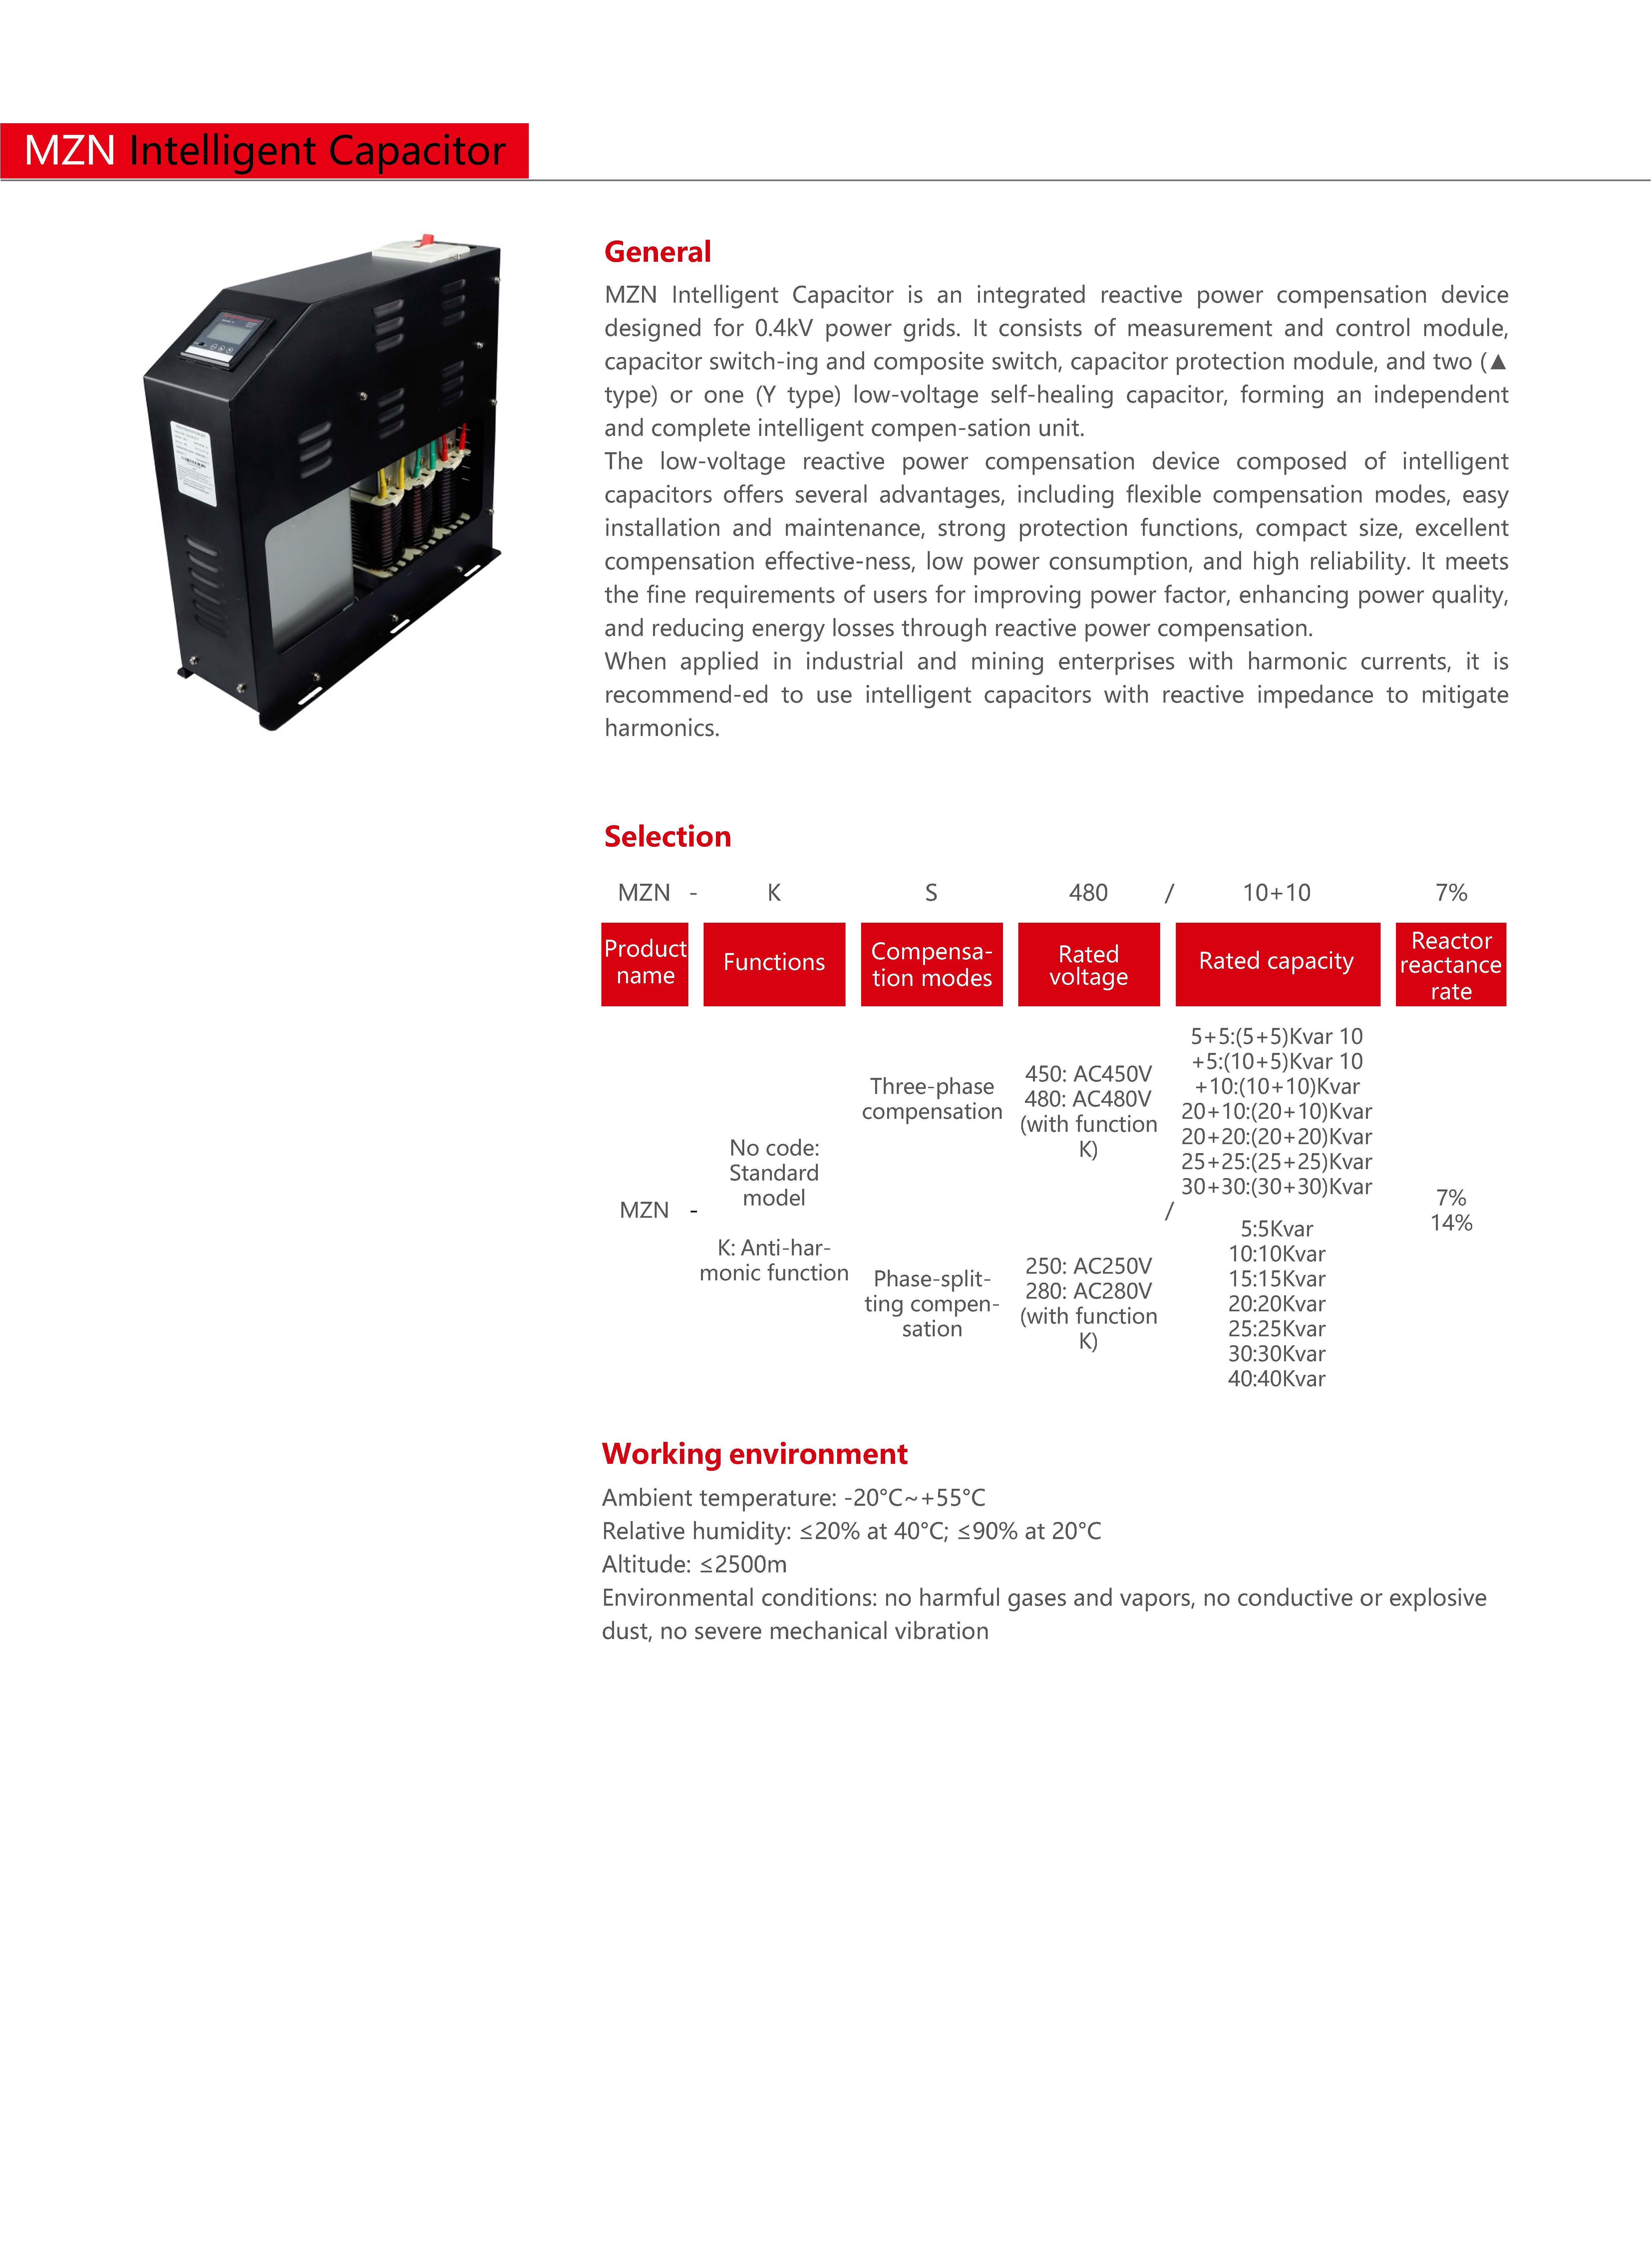 MZN Intelligent Capacitor
General
MZN Intelligent Capacitor is an integrated reactive power compensation device
designed for 0.4kV power grids. It consists of measurement and control module,
capacitor switch-ing and composite switch, capacitor protection module, and two (▲
type) or one (Y type) low-voltage self-healing capacitor, forming an independent
and complete intelligent compen-sation unit.
The low-voltage reactive power compensation device composed of intelligent
capacitors offers several advantages, including flexible compensation modes, easy
installation and maintenance, strong protection functions, compact size, excellent
compensation effective-ness, low power consumption, and high reliability. It meets
the fine requirements of users for improving power factor, enhancing power quality,
and reducing energy losses through reactive power compensation.
When applied in industrial and mining enterprises with harmonic currents, it is
recommend-ed to use intelligent capacitors with reactive impedance to mitigate
harmonics.
Selection
MZN - K S 480 / 10+10 7%
Product
name
Functions
Compensa-
tion modes
Rated
voltage
Rated capacity
Reactor
reactance
rate
MZN -
No code:
Standard
model
K: Anti-har-
monic function
Three-phase
compensation
450: AC450V
480: AC480V
(with function
K)
5+5:(5+5)Kvar 10
+5:(10+5)Kvar 10
+10:(10+10)Kvar
20+10:(20+10)Kvar
20+20:(20+20)Kvar
25+25:(25+25)Kvar
30+30:(30+30)Kvar
Phase-split-
ting compen-
sation
250: AC250V
280: AC280V
(with function
K)
/
5:5Kvar
10:10Kvar
15:15Kvar
20:20Kvar
25:25Kvar
30:30Kvar
40:40Kvar
7%
14%
Working environment
Ambient temperature: -20°C~+55°C
Relative humidity: ≤20% at 40°C; ≤90% at 20°C
Altitude: ≤2500m
Environmental conditions: no harmful gases and vapors, no conductive or explosive
dust, no severe mechanical vibration